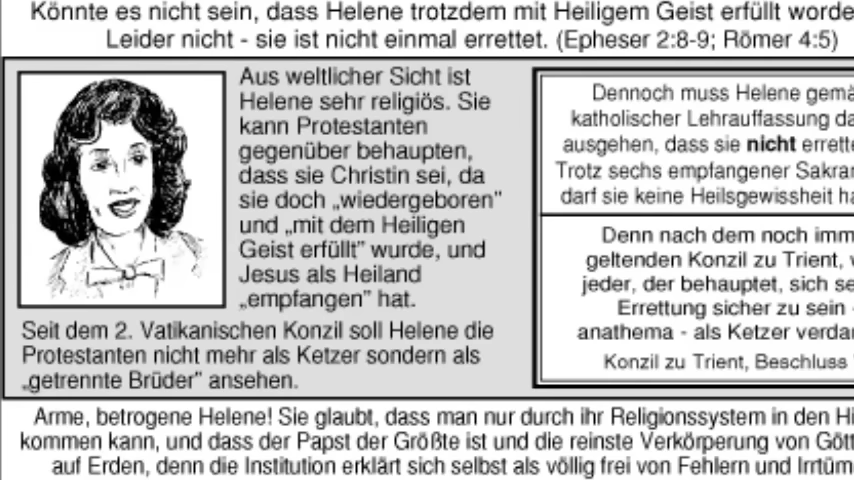 Könnte es nicht sein, dass Helene trotzdem mit Heiligem Geist erfüllt worde
Leider nicht - sie ist nicht einmal errettet. (Epheser 2:8-9; Römer 4:5)
Aus weltlicher Sicht ist
Helene sehr religiös. Sie
kann Protestanten
gegenüber behaupten,
dass sie Christin sei, da
sie doch „wiedergeboren”
und „mit dem Heiligen
Geist erfüllt” wurde, und
Jesus als Heiland
„empfangen” hat.
Seit dem 2. Vatikanischen Konzil soll Helene die
Protestanten nicht mehr als Ketzer sondern als
„getrennte Brüder” ansehen.
Dennoch muss Helene gemä
katholischer Lehrauffassung da
ausgehen, dass sie nicht errette
Trotz sechs empfangener Sakrar
darf sie keine Heilsgewissheit ha
Denn nach dem noch imm
geltenden Konzil zu Trient, v
jeder, der behauptet, sich se
Errettung sicher zu sein -
anathema - als Ketzer verdar
Konzil zu Trient, Beschluss
Arme, betrogene Helene! Sie glaubt, dass man nur durch ihr Religionssystem in den Hi
kommen kann, und dass der Papst der Größte ist und die reinste Verkörperung von Gött
auf Erden, denn die Institution erklärt sich selbst als völlig frei von Fehlern und Irrtüm